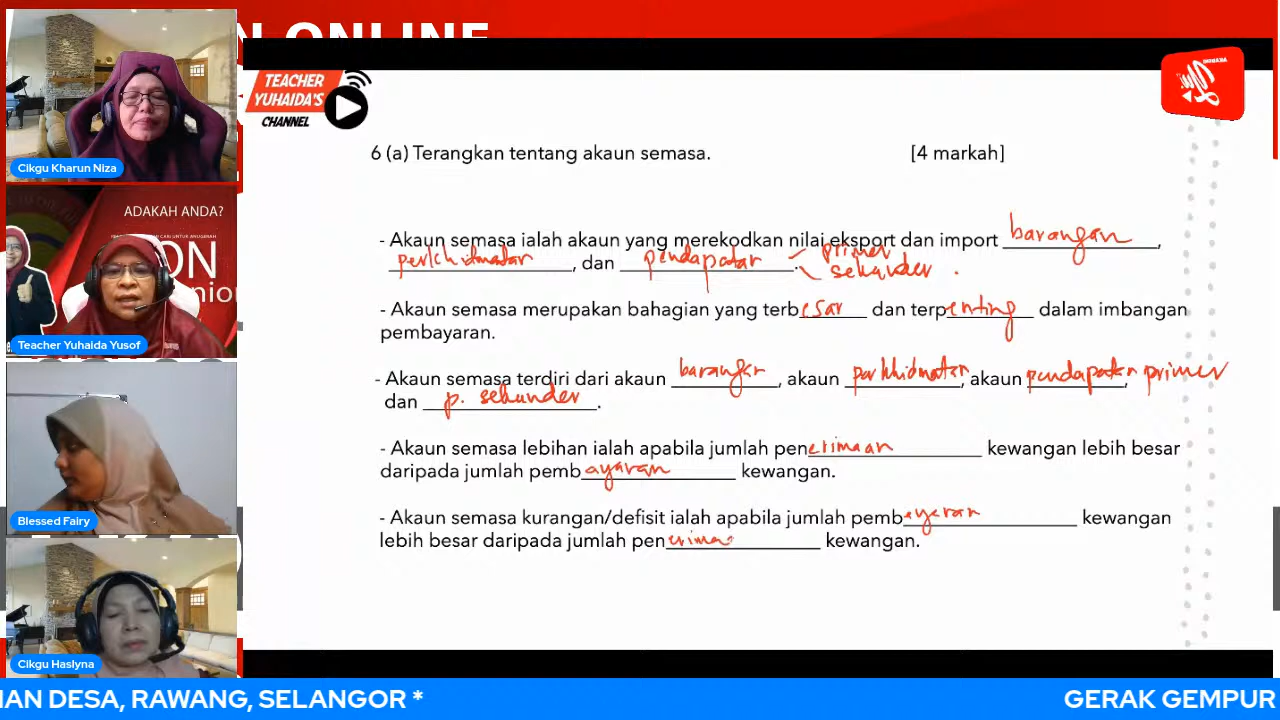 N ONLINE
TEACHER
YUHAIDA'S
CHANNEL
Cikgu Kharun Niza
ADAKAH ANDA?
ON
Teacher Yuhaida Yusof
Blessed Fairy
Cikgu Haslyna
6 (a) Terangkan tentang akaun semasa. [4 markah]
- Akaun semasa ialah akaun yang merekodkan nilai eksport dan import barangan,
perkhidmatan, dan pendapatan. primer
sekunder.
- Akaun semasa merupakan bahagian yang terbesar dan terpenting dalam imbangan
pembayaran.
- Akaun semasa terdiri dari akaun barangan, akaun perkhidmatan, akaun pendapatan, primer
dan p. sekunder.
- Akaun semasa lebihan ialah apabila jumlah penerimaan kewangan lebih besar
daripada jumlah pembayaran kewangan.
- Akaun semasa kurangan/defisit ialah apabila jumlah pembayaran kewangan
lebih besar daripada jumlah penerima kewangan.
MAN DESA, RAWANG, SELANGOR * GERAK GEMPUR